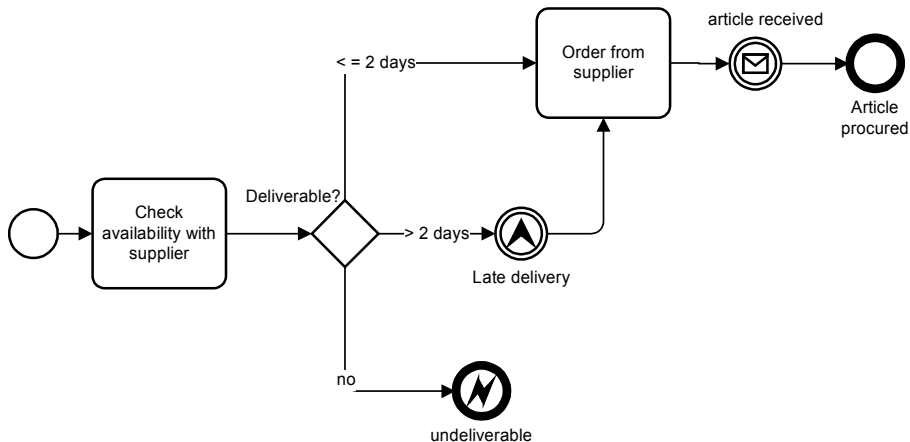 article received
< = 2 days
Order from
supplier
Article
procured
Deliverable?
Check
availability with
supplier
> 2 days
Late delivery
no
undeliverable